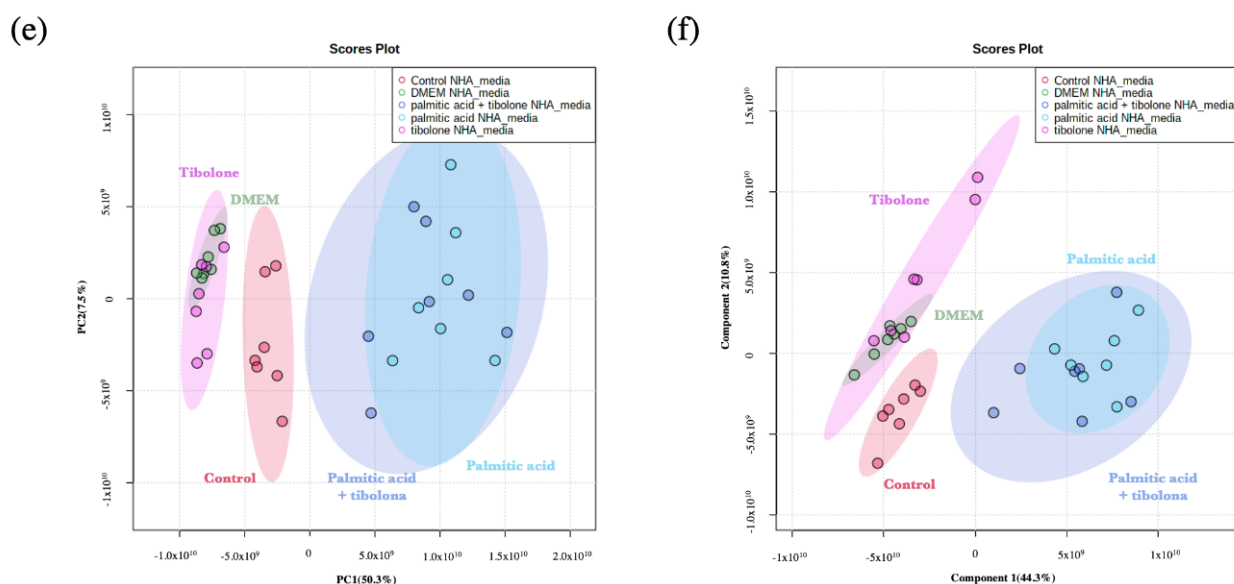 (e)
Scores Plot
Control NHA_media
DMEM NHA_media
palmitic acid + tibolone NHA_media
palmitic acid NHA_media
tibolone NHA_media
Tibolone
DMEM
Control
Palmitic acid
+ tibolona
Palmitic acid
PC2(7.5%)
1x10¹⁰
5x10⁹
0
-5x10⁹
-1x10¹⁰
-1.0x10¹⁰
-5.0x10⁹
0
5.0x10⁹
1.0x10¹⁰
1.5x10¹⁰
2.0x10¹⁰
PC1(50.3%)
(f)
Scores Plot
Control NHA_media
DMEM NHA_media
palmitic acid + tibolone NHA_media
palmitic acid NHA_media
tibolone NHA_media
Tibolone
Palmitic acid
DMEM
Control
Palmitic acid
+ tibolona
Component 2(10.8%)
1.5x10¹⁰
1.0x10¹⁰
5.0x10⁹
0
-5.0x10⁹
-1.0x10¹⁰
-1x10¹⁰
-5x10¹⁰
0
5x10⁹
1x10¹⁰
Component 1(44.3%)